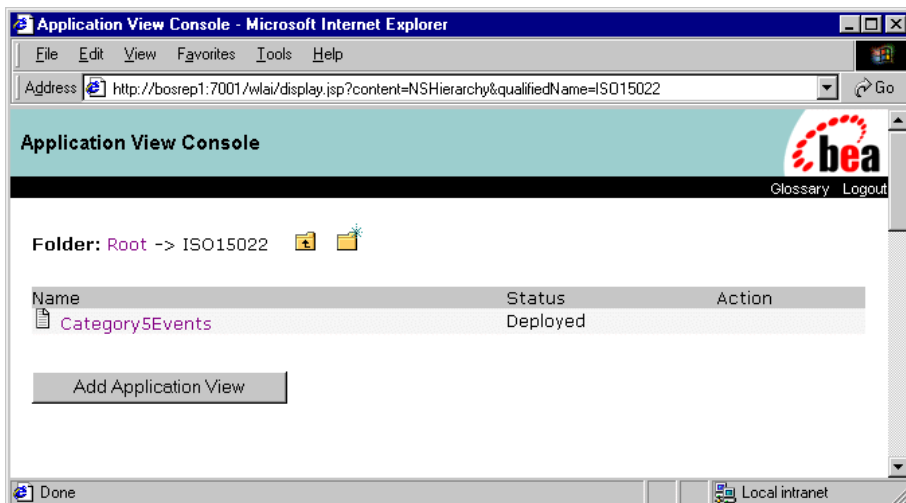 Application View Console - Microsoft Internet Explorer
File Edit View Favorites Tools Help
Address http://bosrep1:7001/wlai/display.jsp?content=NSHierarchy&qualifiedName=ISO15022 Go
Application View Console
bea
Glossary Logout
Folder: Root -> ISO15022
Name Status Action
Category5Events Deployed
Add Application View
Done Local intranet